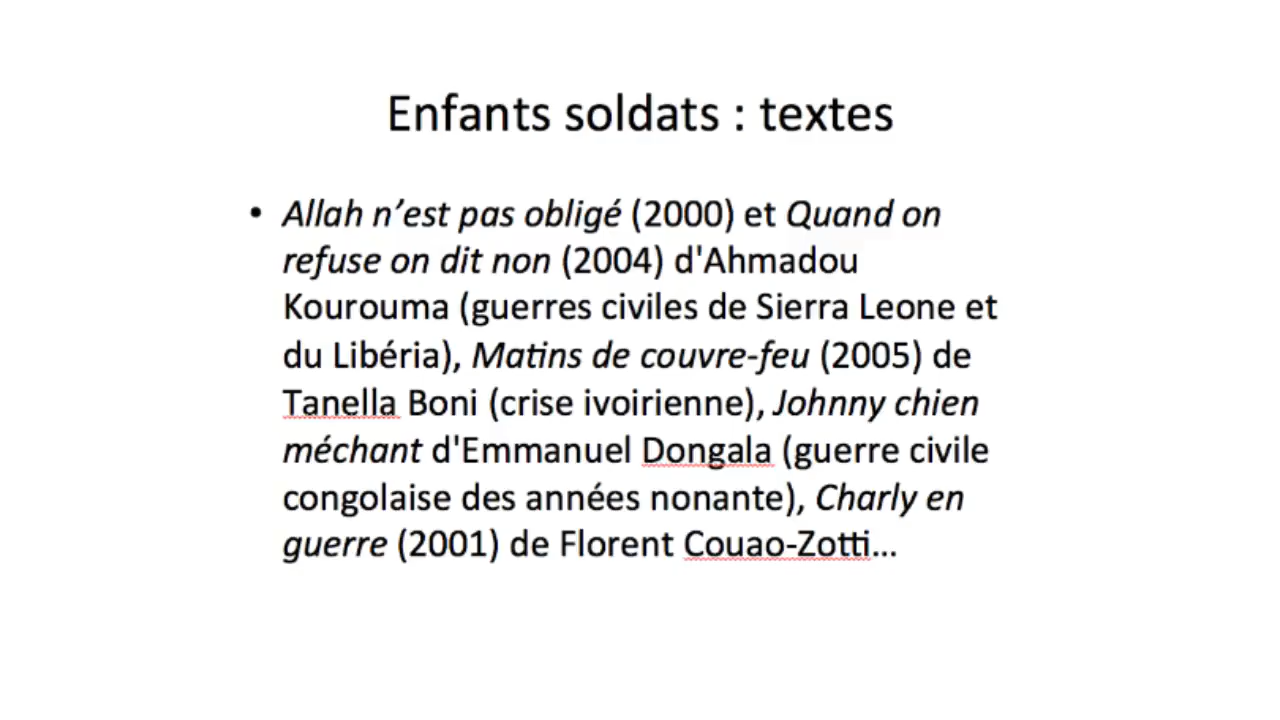 Enfants soldats : textes
• Allah n’est pas obligé (2000) et Quand on
refuse on dit non (2004) d'Ahmadou
Kourouma (guerres civiles de Sierra Leone et
du Libéria), Matins de couvre-feu (2005) de
Tanella Boni (crise ivoirienne), Johnny chien
méchant d'Emmanuel Dongala (guerre civile
congolaise des années nonante), Charly en
guerre (2001) de Florent Couao-Zotti…